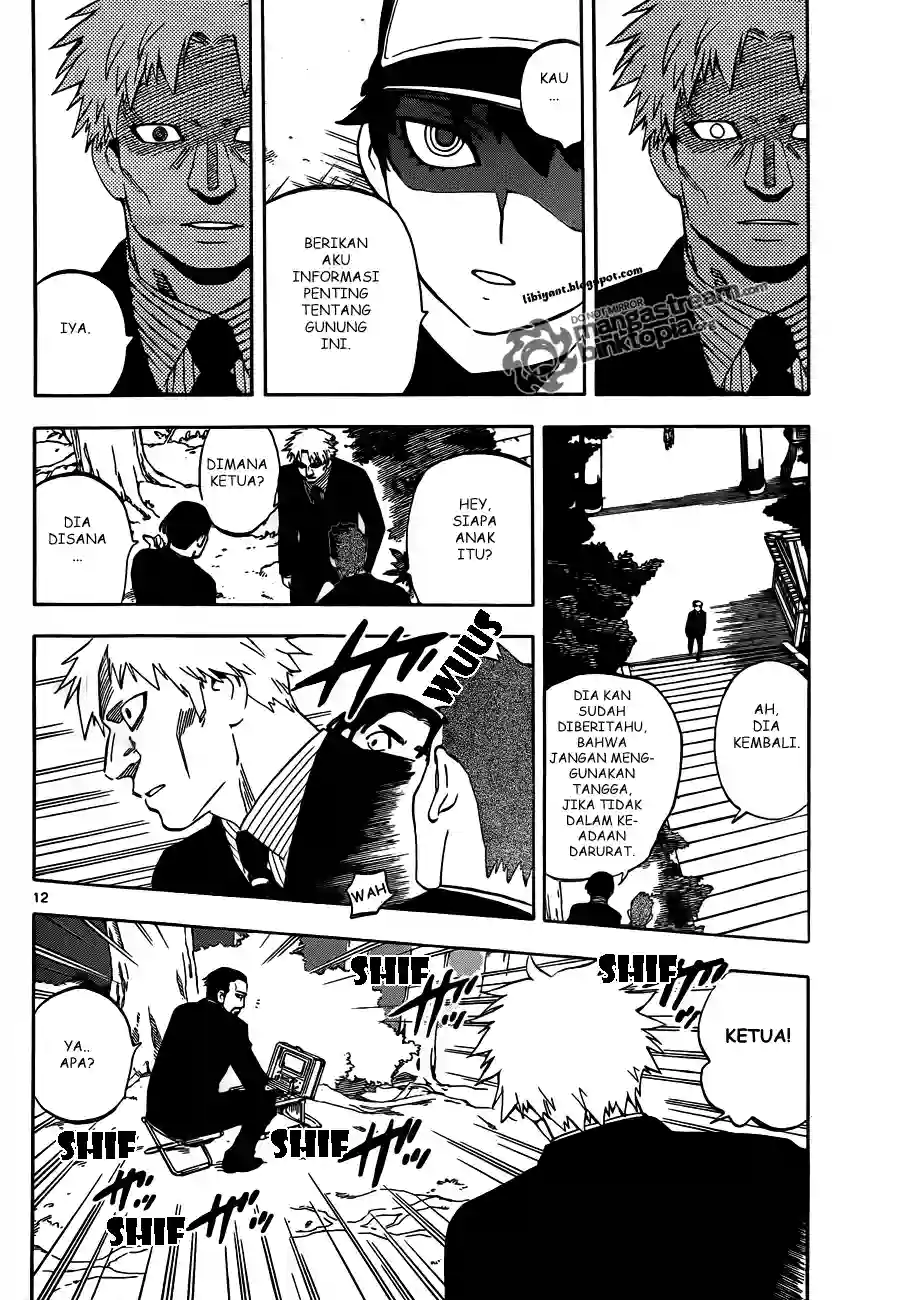 KAU
...
BERIKAN
AKU
INFORMASI
PENTING
TENTANG
GUNUNG
INI.
libiyant.blogspot.com
DO NOT MIRROR
mangastream.com
binktopia.org
IYA.
AH,
DIA
KEMBALI.
DIA KAN
SUDAH
DIBERITAHU,
BAHWA
JANGAN MENG-
GUNAKAN
TANGGA,
JIKA TIDAK
DALAM KE-
ADAAN
DARURAT.
HEY,
SIAPA
ANAK
ITU?
DIMANA
KETUA?
DIA
DISANA
...
WUUS
WAH
12
KETUA!
SHIF
SHIF
YA..
APA?
SHIF
SHIF
SHIF